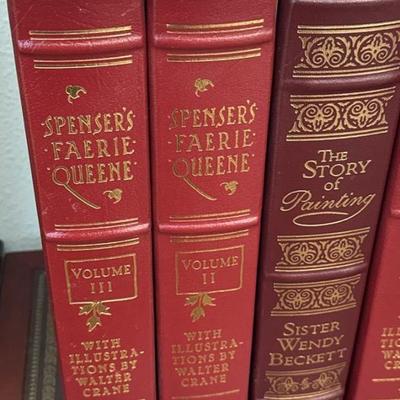 SPENSER'S
FAERIE
QUEENE
VOLUME
III
WITH
ILLUSTRA-
TIONS BY
WALTER
CRANE
SPENSER'S
FAERIE
QUEENE
VOLUME
II
WITH
ILLUSTRA-
TIONS BY
WALTER
CRANE
THE
STORY
of
Painting
SISTER
WENDY
BECKETT